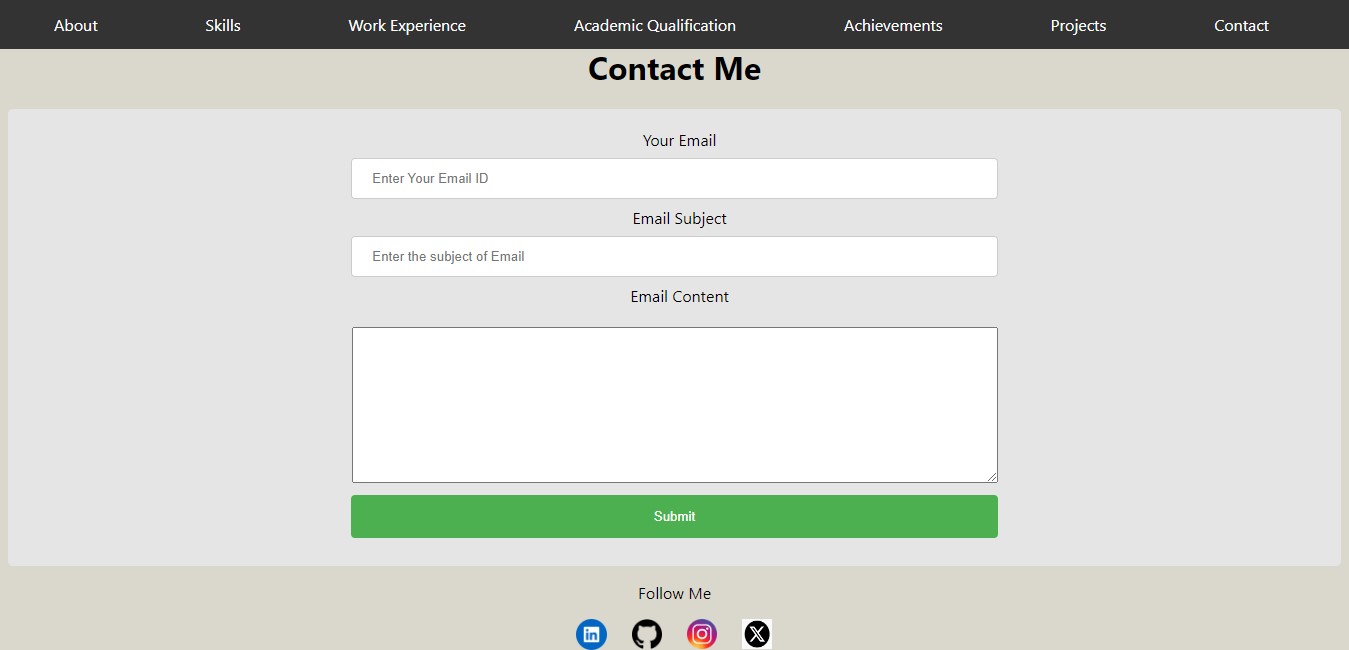 About Skills Work Experience Academic Qualification Achievements Projects Contact
Contact Me
Your Email
Enter Your Email ID
Email Subject
Enter the subject of Email
Email Content
Submit
Follow Me
in
X